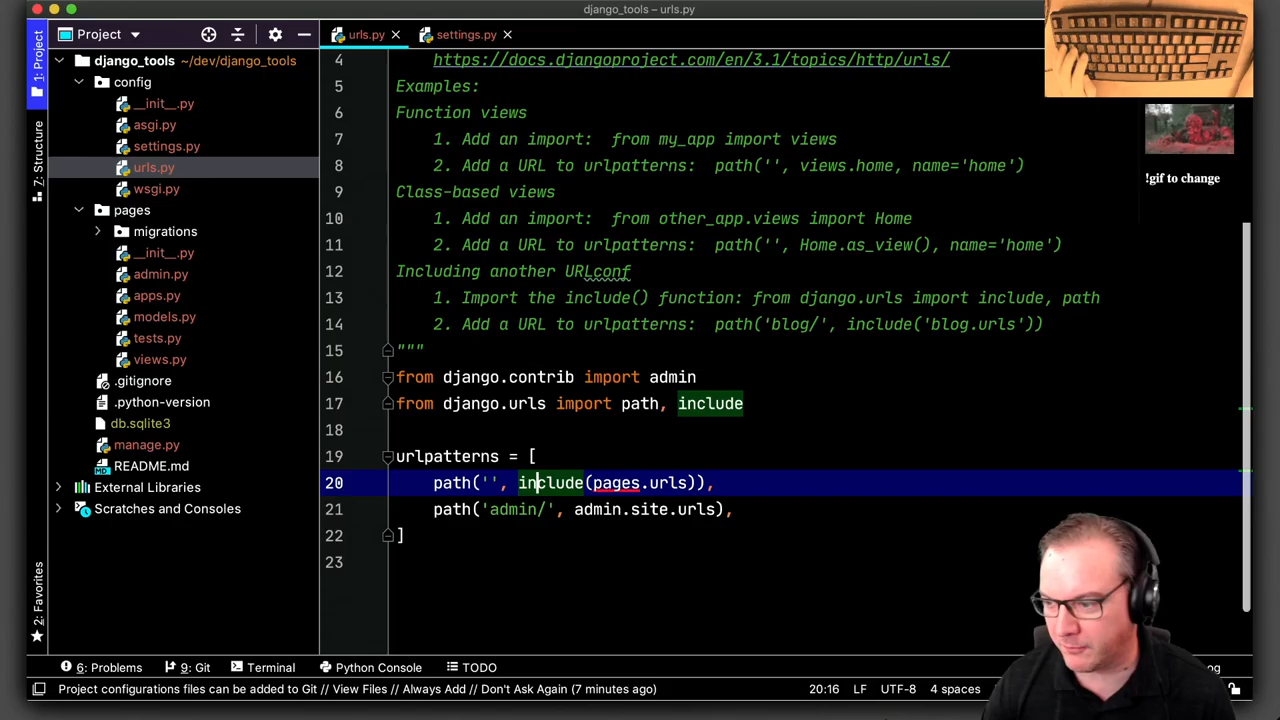 django_tools – urls.py
Project
urls.py
settings.py
1: Project
7: Structure
2: Favorites
django_tools ~/dev/django_tools
config
__init__.py
asgi.py
settings.py
urls.py
wsgi.py
pages
migrations
__init__.py
admin.py
apps.py
models.py
tests.py
views.py
.gitignore
.python-version
db.sqlite3
manage.py
README.md
External Libraries
Scratches and Consoles
4 https://docs.djangoproject.com/en/3.1/topics/http/urls/
5 Examples:
6 Function views
7 1. Add an import:  from my_app import views
8 2. Add a URL to urlpatterns:  path('', views.home, name='home')
9 Class-based views
10 1. Add an import:  from other_app.views import Home
11 2. Add a URL to urlpatterns:  path('', Home.as_view(), name='home')
12 Including another URLconf
13 1. Import the include() function: from django.urls import include, path
14 2. Add a URL to urlpatterns:  path('blog/', include('blog.urls'))
15 """
16 from django.contrib import admin
17 from django.urls import path, include
18
19 urlpatterns = [
20 path('', include(pages.urls)),
21 path('admin/', admin.site.urls),
22 ]
23
!gif to change
6: Problems
9: Git
Terminal
Python Console
TODO
Project configurations files can be added to Git // View Files // Always Add // Don't Ask Again (7 minutes ago)
20:16 LF UTF-8 4 spaces